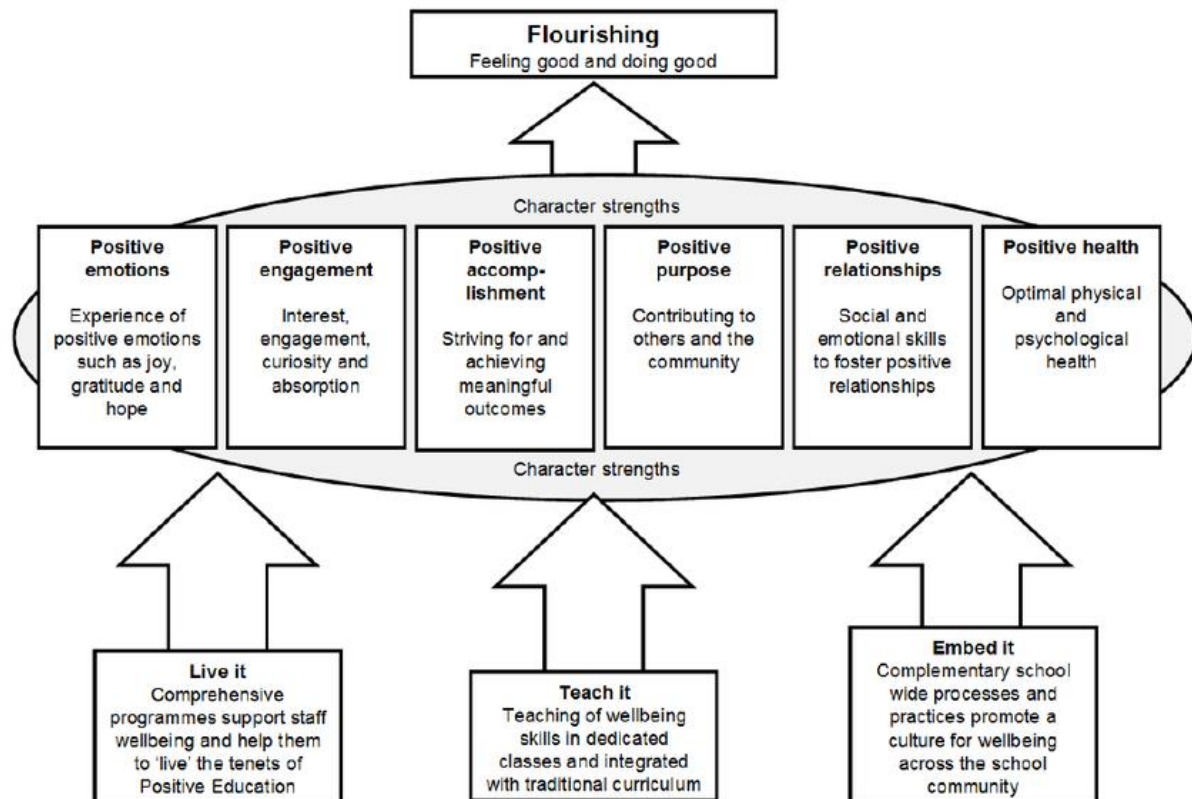 Flourishing
Feeling good and doing good
Character strengths
Positive
emotions
Experience of
positive emotions
such as joy,
gratitude and
hope
Positive
engagement
Interest,
engagement,
curiosity and
absorption
Positive
accomp-
lishment
Striving for and
achieving
meaningful
outcomes
Positive
purpose
Contributing to
others and the
community
Positive
relationships
Social and
emotional skills
to foster positive
relationships
Positive health
Optimal physical
and
psychological
health
Character strengths
Live it
Comprehensive
programmes support staff
wellbeing and help them
to ‘live’ the tenets of
Positive Education
Teach it
Teaching of wellbeing
skills in dedicated
classes and integrated
with traditional curriculum
Embed it
Complementary school
wide processes and
practices promote a
culture for wellbeing
across the school
community